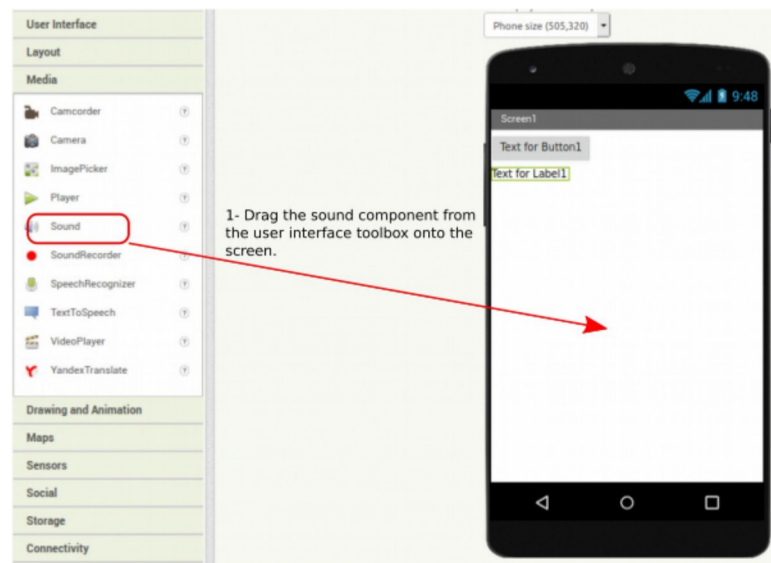 User Interface
Layout
Media
Camcorder
Camera
ImagePicker
Player
Sound
SoundRecorder
SpeechRecognizer
TextToSpeech
VideoPlayer
YandexTranslate
Drawing and Animation
Maps
Sensors
Social
Storage
Connectivity
1- Drag the sound component from
the user interface toolbox onto the
screen.
Phone size (505,320)
9:48
Screen1
Text for Button1
Text for Label1